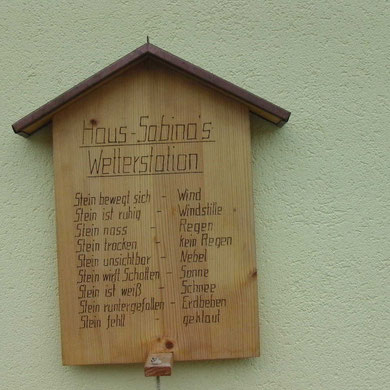 Haus-Sabina's
Wetterstation
Stein bewegt sich - Wind
Stein ist ruhig - Windstille
Stein nass - Regen
Stein trocken - kein Regen
Stein unsichtbar - Nebel
Stein wirft Schatten - Sonne
Stein ist weiß - Schnee
Stein runtergefallen - Erdbeben
Stein fehlt - geklaut